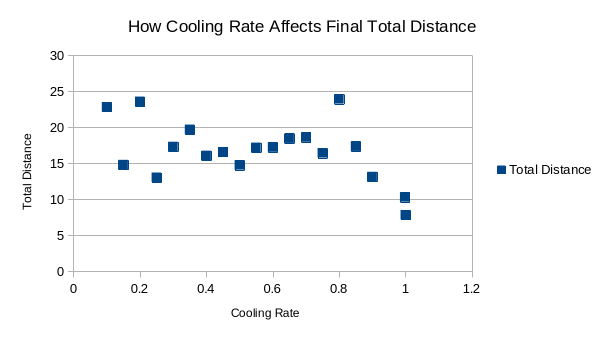 How Cooling Rate Affects Final Total Distance
30
25
20
15
10
5
0
Total Distance
0 0.2 0.4 0.6 0.8 1 1.2
Cooling Rate
Total Distance